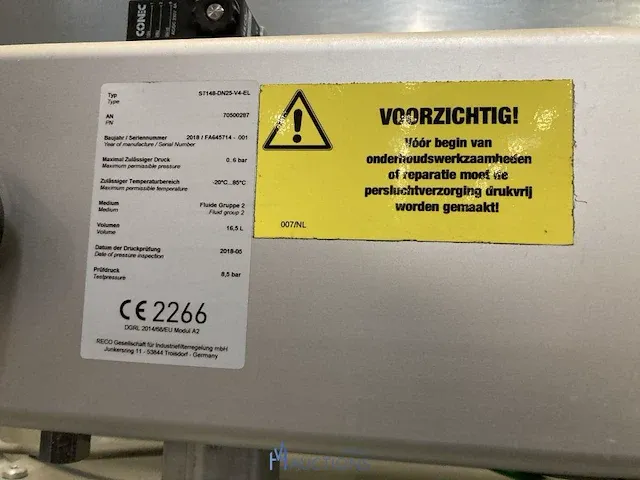 CONEC
Typ S7148-DN25-V4-EL
Type
AN 70500287
PN
Baujahr / Seriennummer 2018 / FA645714 - 001
Year of manufacture / Serial Number
Maximal Zulässiger Druck 0..6 bar
Maximum permissible pressure
Zulässiger Temperaturbereich -20°C...85°C
Maximum permissible temperature
Medium Fluide Gruppe 2
Medium Fluid group 2
Volumen 16,5 L
Volume
Datum der Druckprüfung 2018-05
Date of pressure inspection
Prüfdruck 8,5 bar
Testpressure
CE 2266
DGRL 2014/68/EU Modul A2
RECO Gesellschaft für Industriefilterregelung mbH
Junkersring 11 - 53844 Troisdorf - Germany
VOORZICHTIG!
Vóór begin van
onderhoudswerkzaamheden
of reparatie moet de
persluchtverzorging drukvrij
worden gemaakt!
007/NL